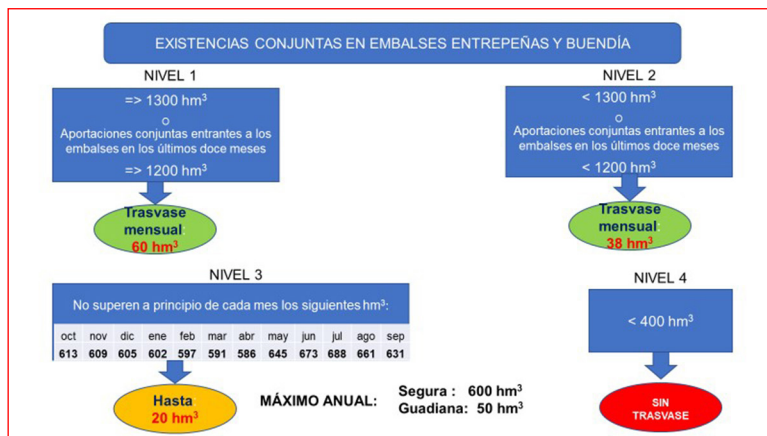 EXISTENCIAS CONJUNTAS EN EMBALSES ENTREPEÑAS Y BUENDÍA
NIVEL 1
=> 1300 hm³
O
Aportaciones conjuntas entrantes a los
embalses en los últimos doce meses
=> 1200 hm³
Trasvase
mensual:
60 hm³
NIVEL 2
< 1300 hm³
O
Aportaciones conjuntas entrantes a los
embalses en los últimos doce meses
< 1200 hm³
Trasvase
mensual:
38 hm³
NIVEL 3
No superen a principio de cada mes los siguientes hm³:
oct nov dic ene feb mar abr may jun jul ago sep
613 609 605 602 597 591 586 645 673 688 661 631
Hasta:
20 hm³
MÁXIMO ANUAL:
Segura : 600 hm³
Guadiana: 50 hm³
NIVEL 4
< 400 hm³
SIN
TRASVASE